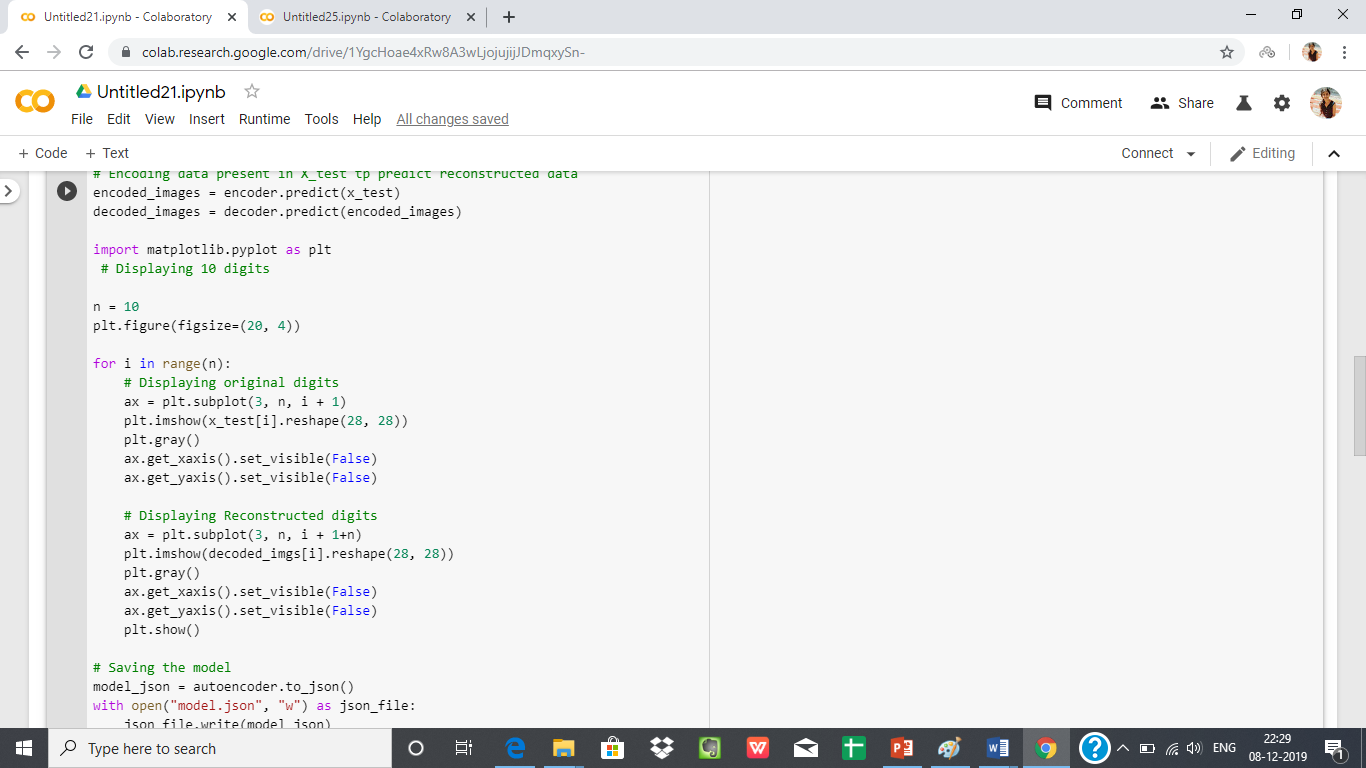 Untitled21.ipynb - Colaboratory
Untitled25.ipynb - Colaboratory
colab.research.google.com/drive/1YgcHoae4xRw8A3wLjojujijJDmqxySn-
Untitled21.ipynb
Comment
Share
File Edit View Insert Runtime Tools Help All changes saved
+ Code + Text
Connect
Editing
# Encoding data present in X_test tp predict reconstructed data
encoded_images = encoder.predict(x_test)
decoded_images = decoder.predict(encoded_images)
import matplotlib.pyplot as plt
# Displaying 10 digits
n = 10
plt.figure(figsize=(20, 4))
for i in range(n):
# Displaying original digits
ax = plt.subplot(3, n, i + 1)
plt.imshow(x_test[i].reshape(28, 28))
plt.gray()
ax.get_xaxis().set_visible(False)
ax.get_yaxis().set_visible(False)
# Displaying Reconstructed digits
ax = plt.subplot(3, n, i + 1+n)
plt.imshow(decoded_imgs[i].reshape(28, 28))
plt.gray()
ax.get_xaxis().set_visible(False)
ax.get_yaxis().set_visible(False)
plt.show()
# Saving the model
model_json = autoencoder.to_json()
with open("model.json", "w") as json_file:
json_file.write(model_json)
Type here to search
ENG
22:29
08-12-2019
1